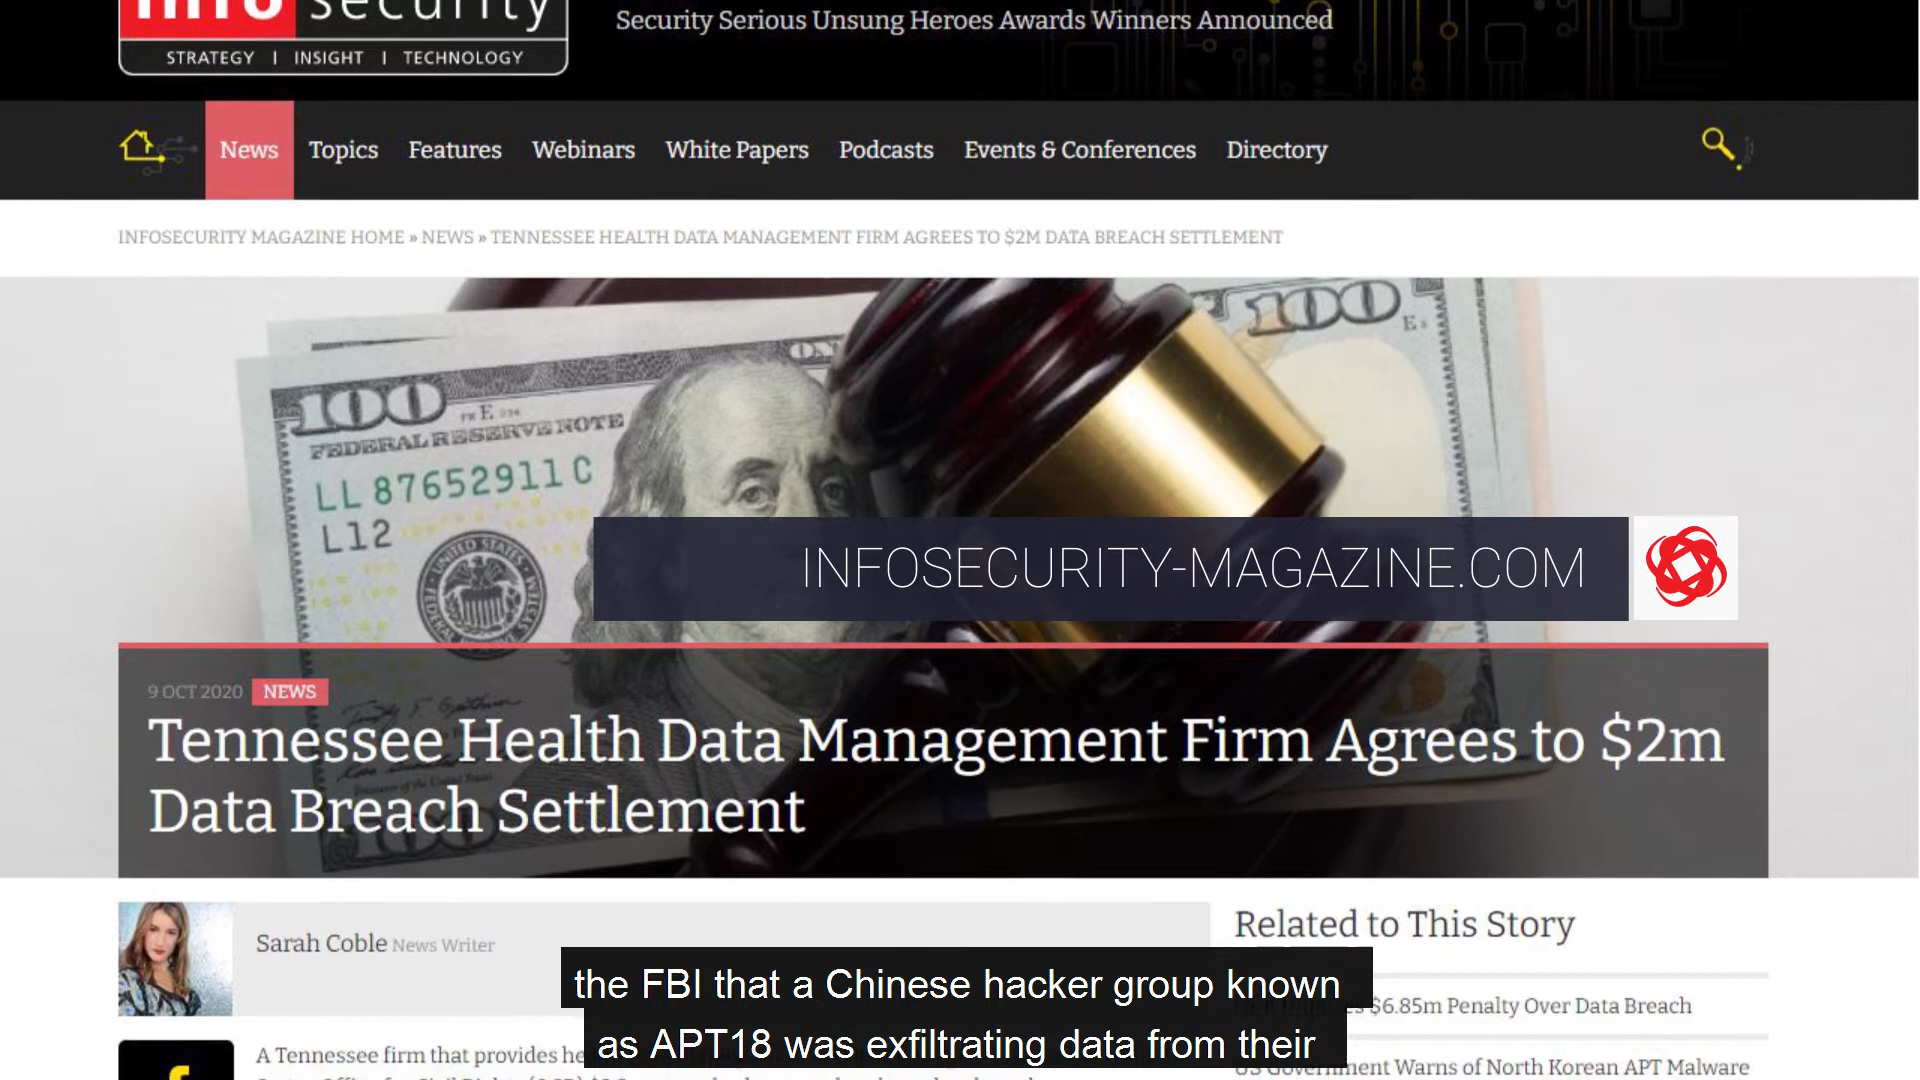 info security
Security Serious Unsung Heroes Awards Winners Announced
STRATEGY | INSIGHT | TECHNOLOGY
News Topics Features Webinars White Papers Podcasts Events & Conferences Directory
INFOSECURITY MAGAZINE HOME » NEWS » TENNESSEE HEALTH DATA MANAGEMENT FIRM AGREES TO $2M DATA BREACH SETTLEMENT
100
100
FEDERAL RESERVE NOTE
LL 87652911 C
L12
UNITED STATES
INFOSECURITY-MAGAZINE.COM
9 OCT 2020 NEWS
Tennessee Health Data Management Firm Agrees to $2m
Data Breach Settlement
100
Sarah Coble News Writer
Related to This Story
the FBI that a Chinese hacker group known
$6.85m Penalty Over Data Breach
as APT18 was exfiltrating data from their
A Tennessee firm that provides
US Government Warns of North Korean APT Malware